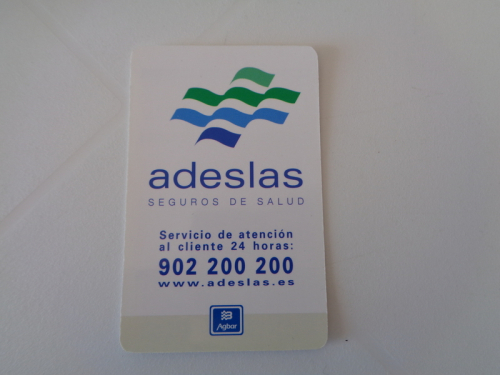 adeslas
SEGUROS DE SALUD
Servicio de atención
al cliente 24 horas:
902 200 200
www.adeslas.es
Agbar